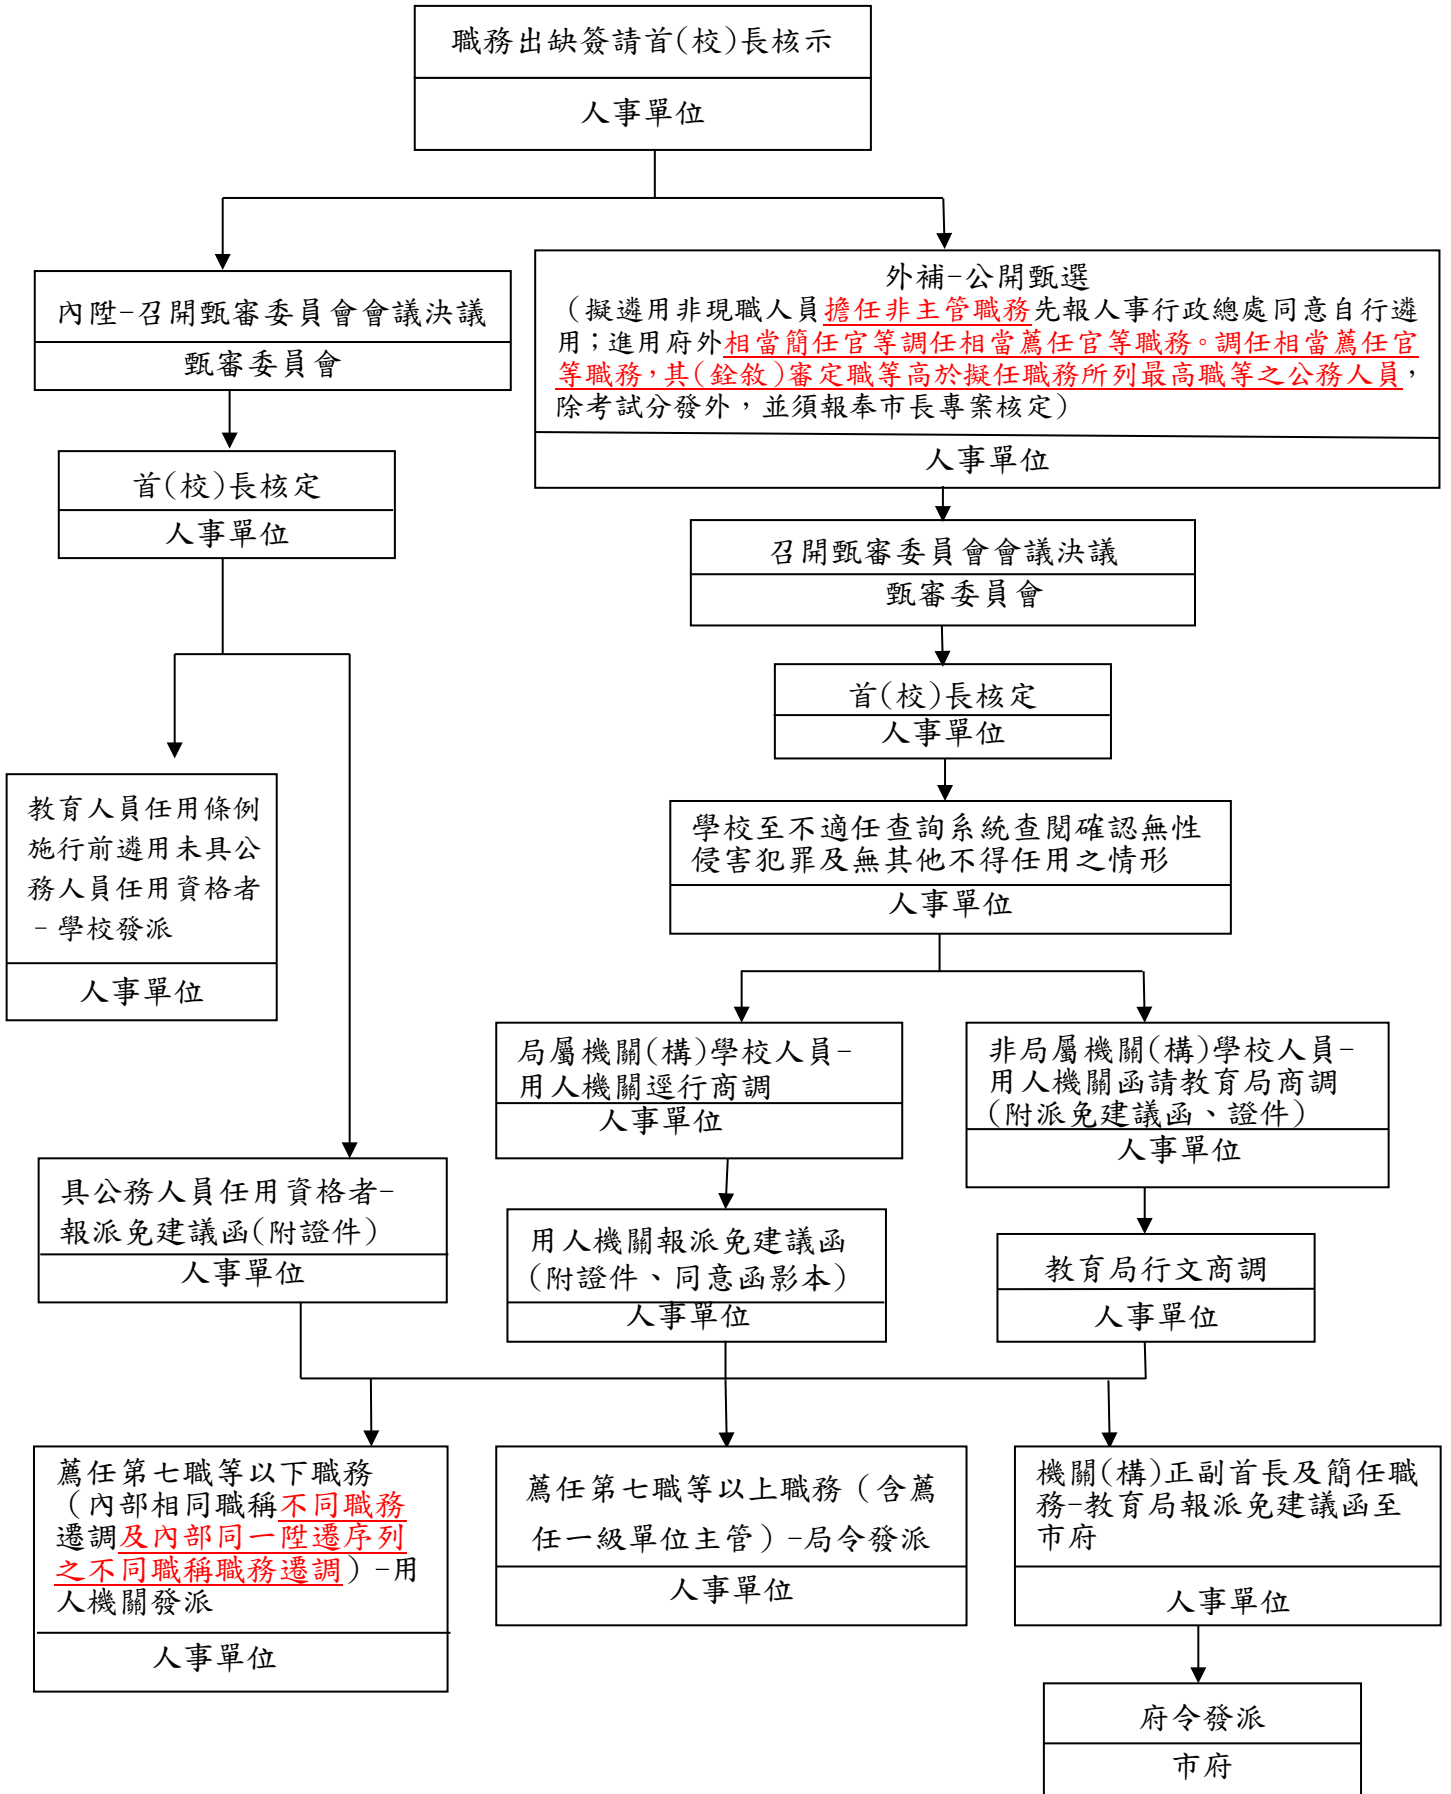 職務出缺簽請首(校)長核示
人事單位
內陞-召開甄審委員會會議決議
甄審委員會
外補-公開甄選
（擬遴用非現職人員擔任非主管職務先報人事行政總處同意自行遴
用；進用府外相當簡任官等調任相當薦任官等職務。調任相當薦任官
等職務，其(銓敘)審定職等高於擬任職務所列最高職等之公務人員，
除考試分發外，並須報奉市長專案核定）
人事單位
首(校)長核定
人事單位
召開甄審委員會會議決議
甄審委員會
首(校)長核定
人事單位
教育人員任用條例
施行前遴用未具公
務人員任用資格者
-學校發派
人事單位
學校至不適任查詢系統查閱確認無性
侵害犯罪及無其他不得任用之情形
人事單位
局屬機關(構)學校人員-
用人機關逕行商調
人事單位
非局屬機關(構)學校人員-
用人機關函請教育局商調
(附派免建議函、證件)
人事單位
具公務人員任用資格者-
報派免建議函(附證件)
人事單位
用人機關報派免建議函
(附證件、同意函影本)
人事單位
教育局行文商調
人事單位
薦任第七職等以下職務
（內部相同職稱不同職務
遷調及內部同一陞遷序列
之不同職稱職務遷調）-用
人機關發派
人事單位
薦任第七職等以上職務（含薦
任一級單位主管）-局令發派
人事單位
機關(構)正副首長及簡任職
務-教育局報派免建議函至
市府
人事單位
府令發派
市府